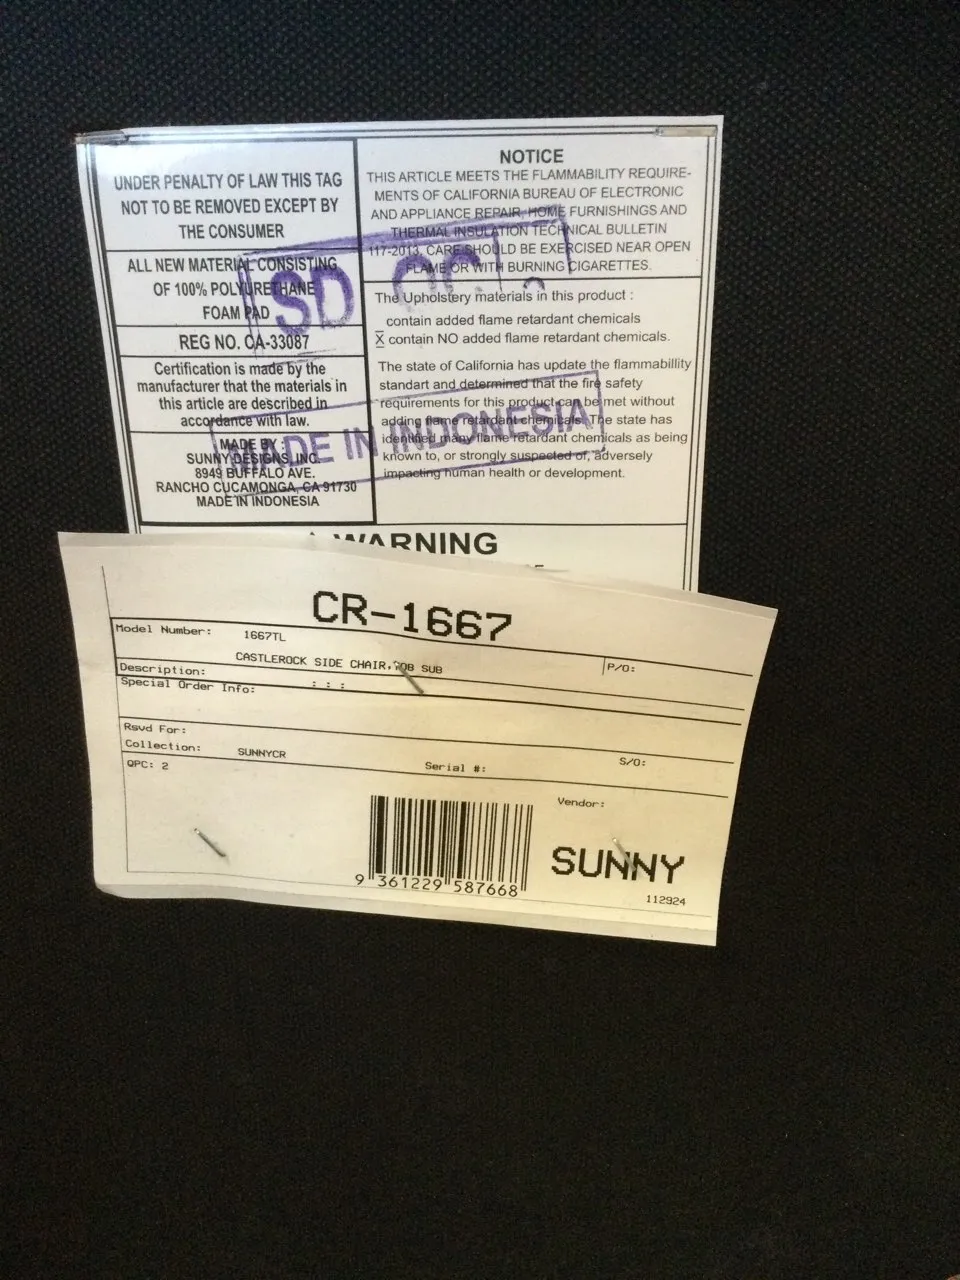 UNDER PENALTY OF LAW THIS TAG
NOT TO BE REMOVED EXCEPT BY
THE CONSUMER
ALL NEW MATERIAL CONSISTING
OF 100% POLYURETHANE
FOAM PAD
REG NO. CA-33087
Certification is made by the
manufacturer that the materials in
this article are described in
accordance with law.
MADE BY :
SUNNY DESIGNS, INC.
8949 BUFFALO AVE.
RANCHO CUCAMONGA, CA 91730
MADE IN INDONESIA
NOTICE
THIS ARTICLE MEETS THE FLAMMABILITY REQUIRE-
MENTS OF CALIFORNIA BUREAU OF ELECTRONIC
AND APPLIANCE REPAIR, HOME FURNISHINGS AND
THERMAL INSULATION TECHNICAL BULLETIN
117-2013. CARE SHOULD BE EXERCISED NEAR OPEN
FLAME OR WITH BURNING CIGARETTES.
The Upholstery materials in this product :
_ contain added flame retardant chemicals
X contain NO added flame retardant chemicals.
The state of California has update the flammabillity
standart and determined that the fire safety
requirements for this product can be met without
adding flame retardant chemicals. The state has
identified many flame retardant chemicals as being
known to, or strongly suspected of, adversely
impacting human health or development.
SD
MADE IN INDONESIA
WARNING
CR-1667
Model Number: 1667TL
P/O:
Description: CASTLEROCK SIDE CHAIR, SUB
Special Order Info: : : :
Rsvd For:
Collection: SUNNYCR
S/O:
QPC: 2
Serial #:
Vendor:
SUNNY
9 361229 587668
112924